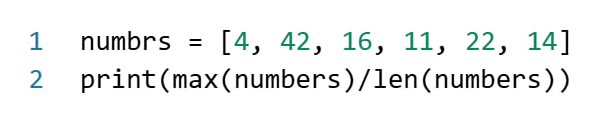 1 numbrs = [4, 42, 16, 11, 22, 14]
2 print(max(numbers)/len(numbers))